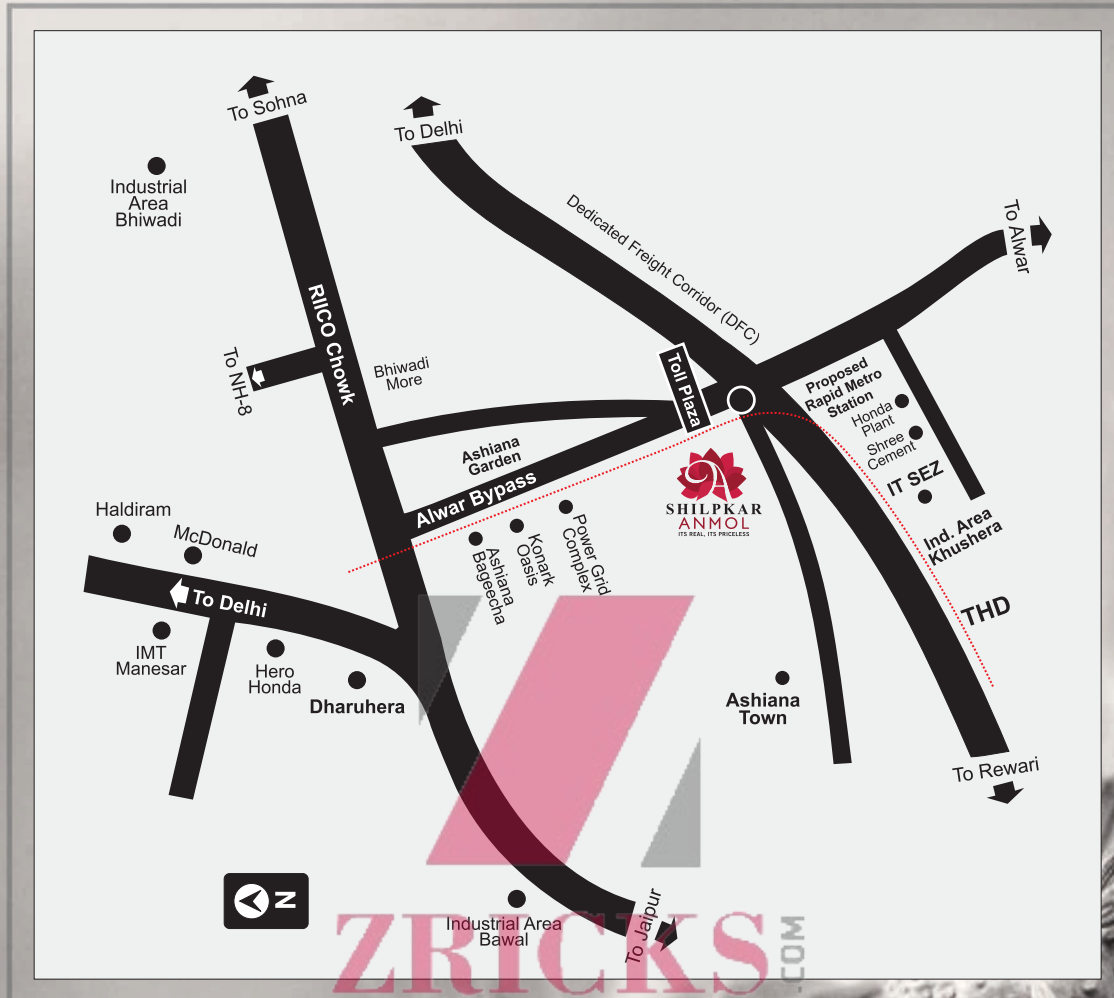 To Sohna
To Delhi
Industrial
Area
Bhiwadi
Dedicated Freight Corridor (DFC)
To Alwar
RIICO Chowk
To NH-8
Bhiwadi
More
Toll Plaza
Proposed
Rapid Metro
Station
Honda
Plant
Shree
Cement
IT SEZ
Ind. Area
Khushera
THD
Ashiana
Garden
Alwar Bypass
SHILPKAR
ANMOL
ITS REAL, ITS PRICELESS
Haldiram
McDonald
To Delhi
Ashiana
Bageecha
Konark
Oasis
Power Grid
Complex
IMT
Manesar
Hero
Honda
Dharuhera
Ashiana
Town
To Rewari
N
Industrial Area
Bawal
To Jaipur
ZRICKS
.COM